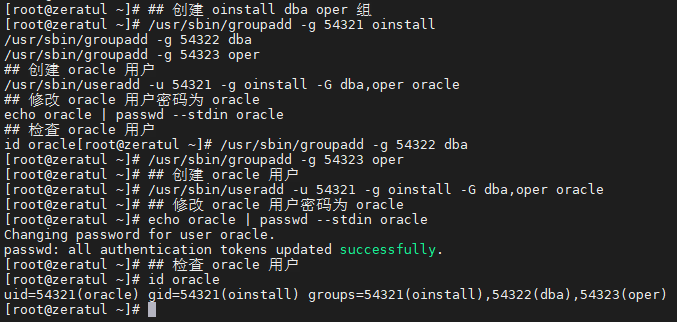 [root@zeratul ~]# ## 创建 oinstall dba oper 组
[root@zeratul ~]# /usr/sbin/groupadd -g 54321 oinstall
/usr/sbin/groupadd -g 54322 dba
/usr/sbin/groupadd -g 54323 oper
## 创建 oracle 用户
/usr/sbin/useradd -u 54321 -g oinstall -G dba,oper oracle
## 修改 oracle 用户密码为 oracle
echo oracle | passwd --stdin oracle
## 检查 oracle 用户
id oracle[root@zeratul ~]# /usr/sbin/groupadd -g 54322 dba
[root@zeratul ~]# /usr/sbin/groupadd -g 54323 oper
[root@zeratul ~]# ## 创建 oracle 用户
[root@zeratul ~]# /usr/sbin/useradd -u 54321 -g oinstall -G dba,oper oracle
[root@zeratul ~]# ## 修改 oracle 用户密码为 oracle
[root@zeratul ~]# echo oracle | passwd --stdin oracle
Changing password for user oracle.
passwd: all authentication tokens updated successfully.
[root@zeratul ~]# ## 检查 oracle 用户
[root@zeratul ~]# id oracle
uid=54321(oracle) gid=54321(oinstall) groups=54321(oinstall),54322(dba),54323(oper)
[root@zeratul ~]#